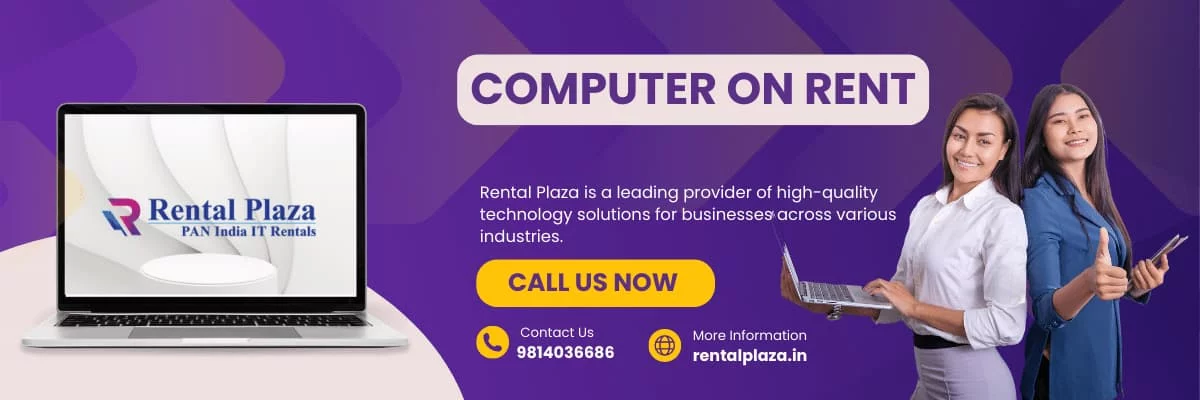 Rental Plaza
PAN India IT Rentals
COMPUTER ON RENT
Rental Plaza is a leading provider of high-quality
technology solutions for businesses across various
industries.
CALL US NOW
Contact Us
9814036686
More Information
rentalplaza.in